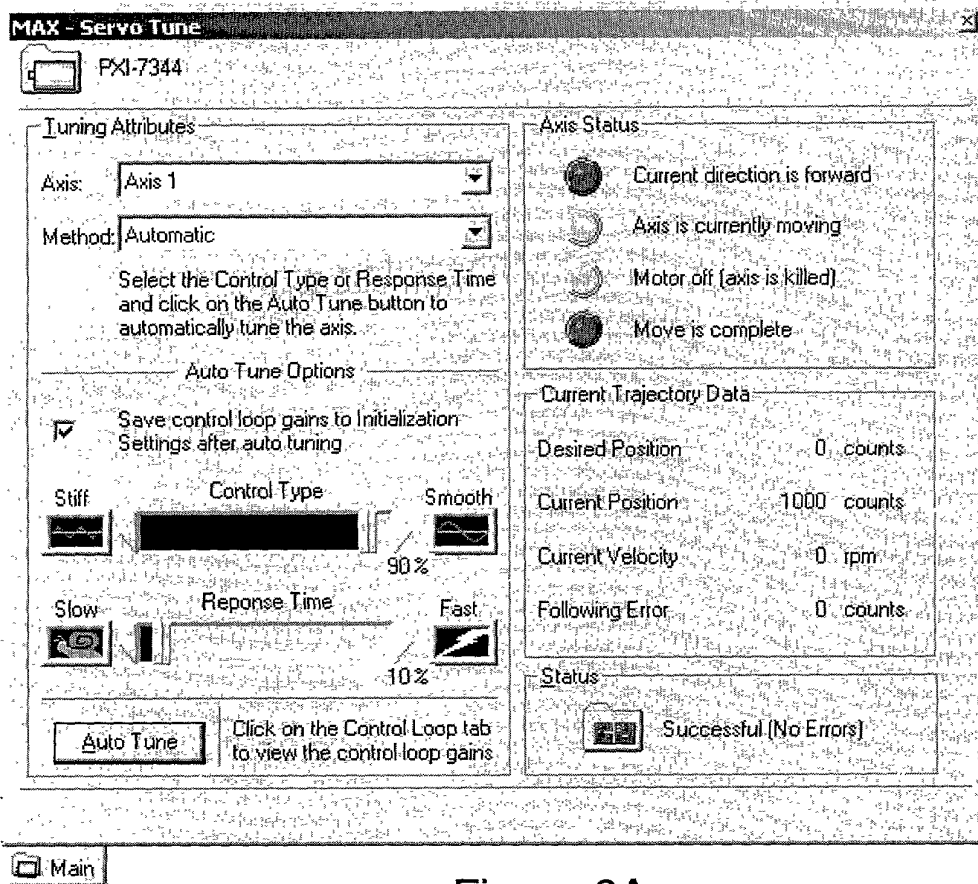 MAX - Servo Tune
PXI-7344
Tuning Attributes
Axis: Axis 1
Method: Automatic
Select the Control Type or Response Time
and click on the Auto Tune button to
automatically tune the axis.
Auto Tune Options
Save control loop gains to Initialization
Settings after auto tuning
Stiff Control Type Smooth
90%
Slow Reponse Time Fast
10%
Auto Tune
Click on the Control Loop tab
to view the control loop gains
Axis Status
Current direction is forward
Axis is currently moving
Motor off (axis is killed)
Move is complete
Current Trajectory Data
Desired Position 0 counts
Current Position 1000 counts
Current Velocity 0 rpm
Following Error 0 counts
Status
Successful (No Errors)
Main